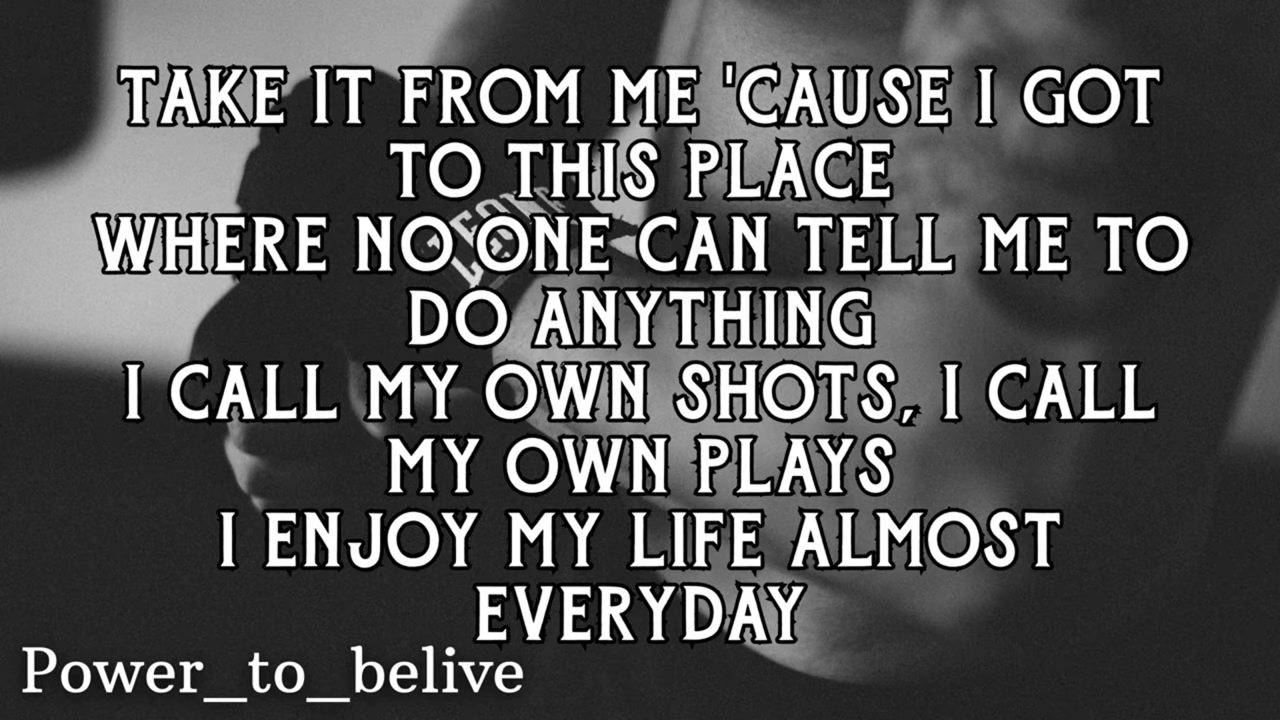 TAKE IT FROM ME 'CAUSE I GOT
TO THIS PLACE
WHERE NO ONE CAN TELL ME TO
DO ANYTHING
I CALL MY OWN SHOTS, I CALL
MY OWN PLAYS
I ENJOY MY LIFE ALMOST
EVERYDAY
Power_to_belive